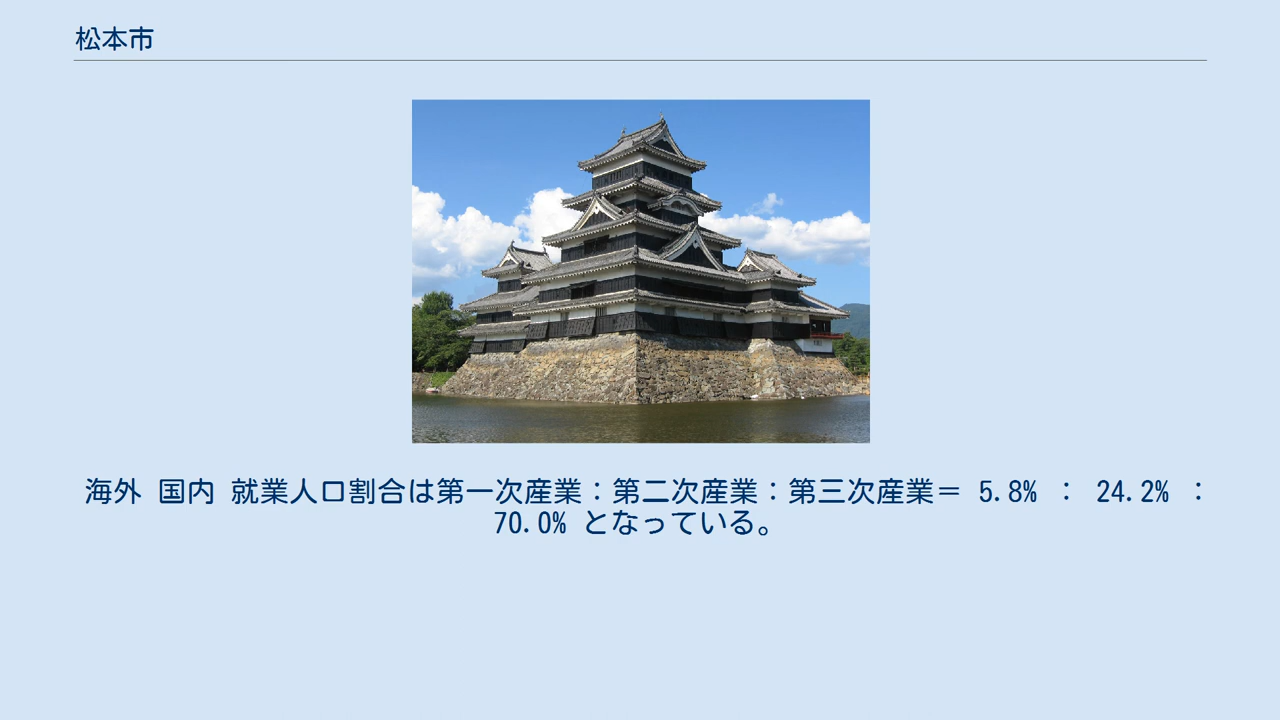 松本市
海外 国内 就業人口割合は第一次産業：第二次産業：第三次産業＝ 5.8% ： 24.2% ：
70.0% となっている。